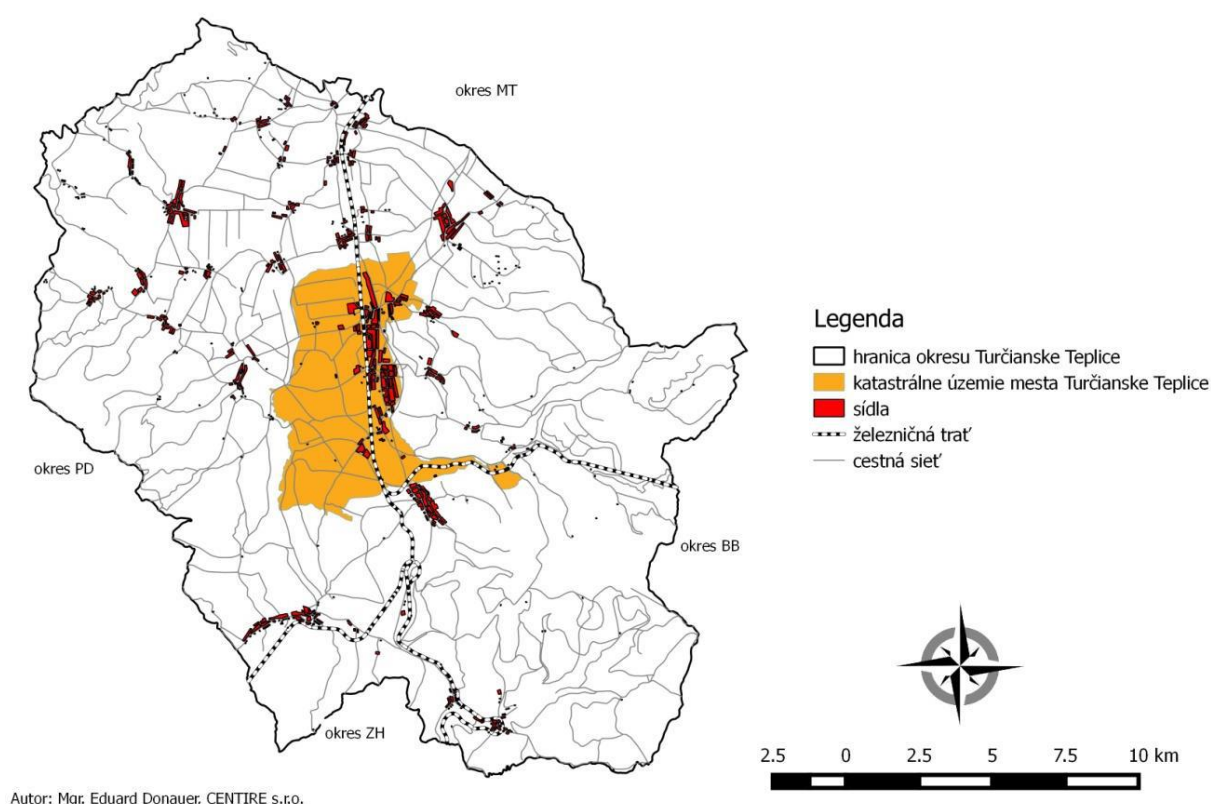 okres MT
okres PD
okres BB
okres ZH
Legenda
hranica okresu Turčianske Teplice
katastrálne územie mesta Turčianske Teplice
sídla
železničná trať
cestná sieť
2.5 0 2.5 5 7.5 10 km
Autor: Mgr. Eduard Donauer, CENTIRE s.r.o.